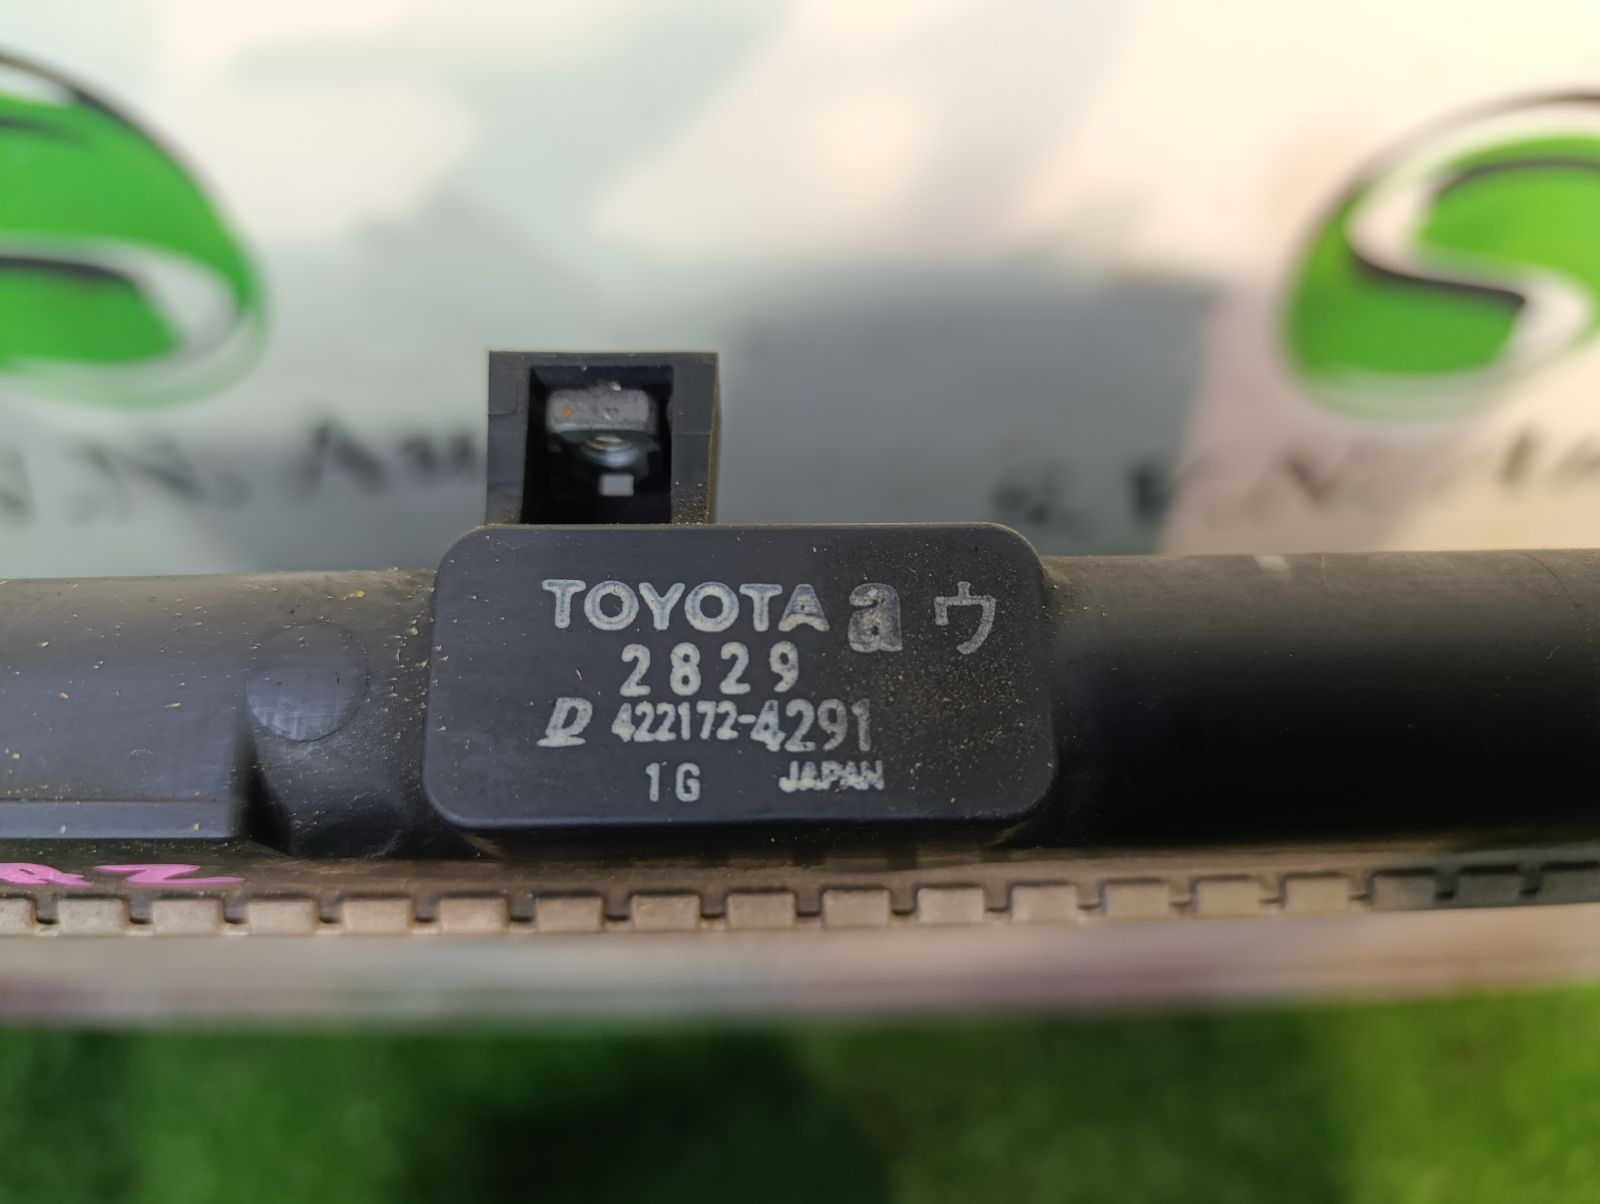 TOYOTA a ウ
2829
D 422172-4291
1G JAPAN